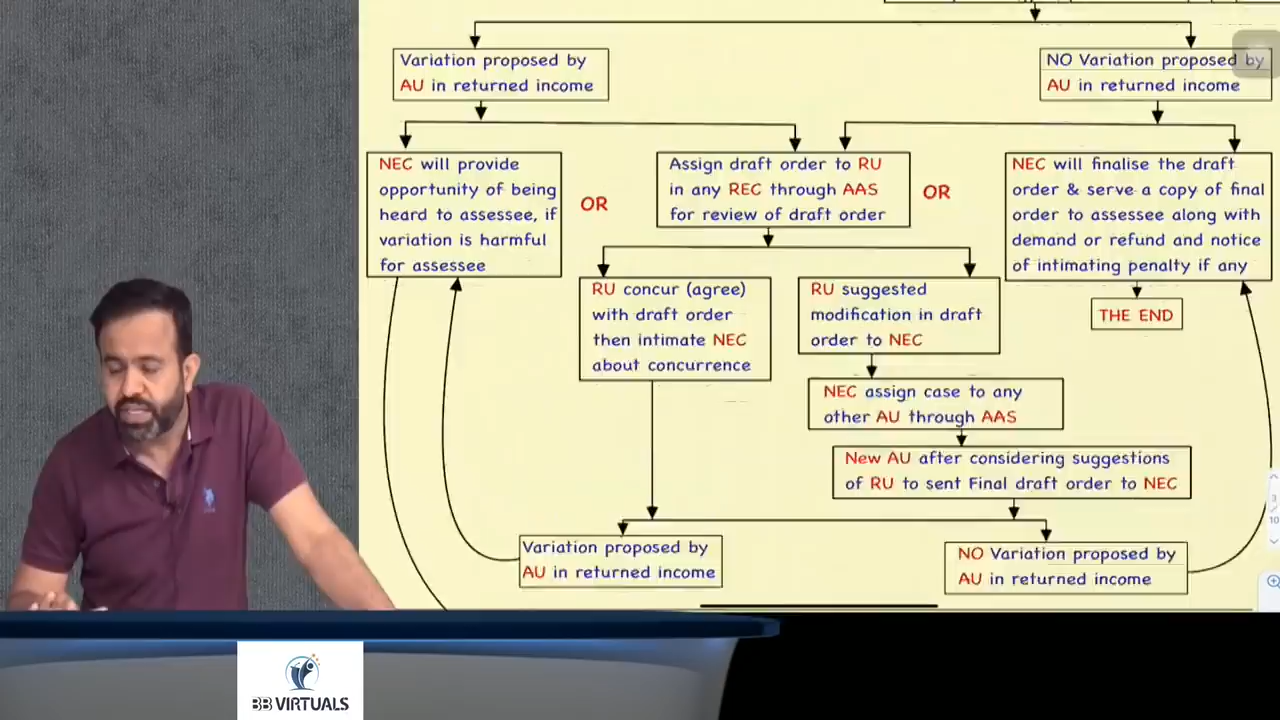 Variation proposed by
AU in returned income
NO Variation proposed by
AU in returned income
NEC will provide
opportunity of being
heard to assessee, if
variation is harmful
for assessee
OR
Assign draft order to RU
in any REC through AAS
for review of draft order
OR
NEC will finalise the draft
order & serve a copy of final
order to assessee along with
demand or refund and notice
of intimating penalty if any
THE END
RU concur (agree)
with draft order
then intimate NEC
about concurrence
RU suggested
modification in draft
order to NEC
NEC assign case to any
other AU through AAS
New AU after considering suggestions
of RU to sent Final draft order to NEC
Variation proposed by
AU in returned income
NO Variation proposed by
AU in returned income
3
10
BB VIRTUALS